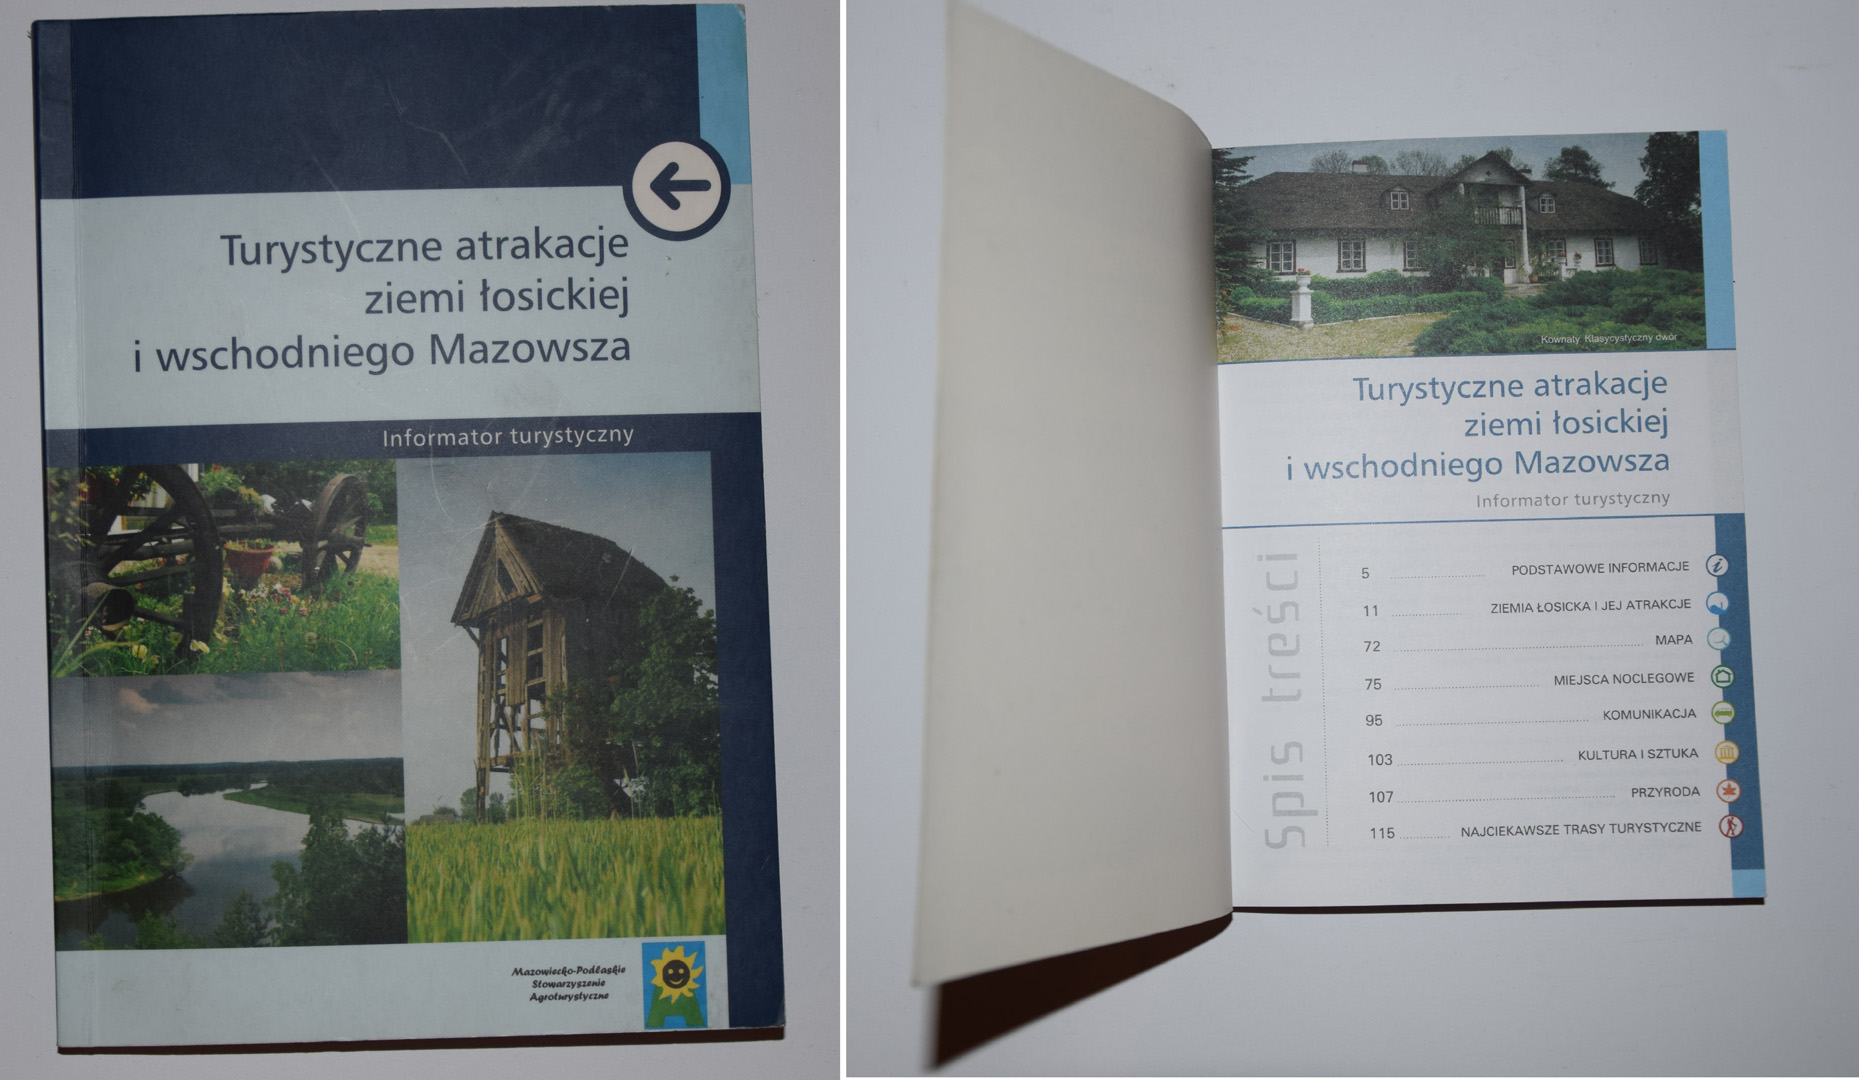 Turystyczne atrakacje
ziemi łosickiej
i wschodniego Mazowsza
Informator turystyczny
Mazowiecko-Podlaskie
Stowarzyszenie
Agroturystyczne
Kownaty Klasycystyczny dwór
Turystyczne atrakacje
ziemi łosickiej
i wschodniego Mazowsza
Informator turystyczny
Spis treści
5 PODSTAWOWE INFORMACJE
11 ZIEMIA ŁOSICKA I JEJ ATRAKCJE
72 MAPA
75 MIEJSCA NOCLEGOWE
95 KOMUNIKACJA
103 KULTURA I SZTUKA
107 PRZYRODA
115 NAJCIEKAWSZE TRASY TURYSTYCZNE